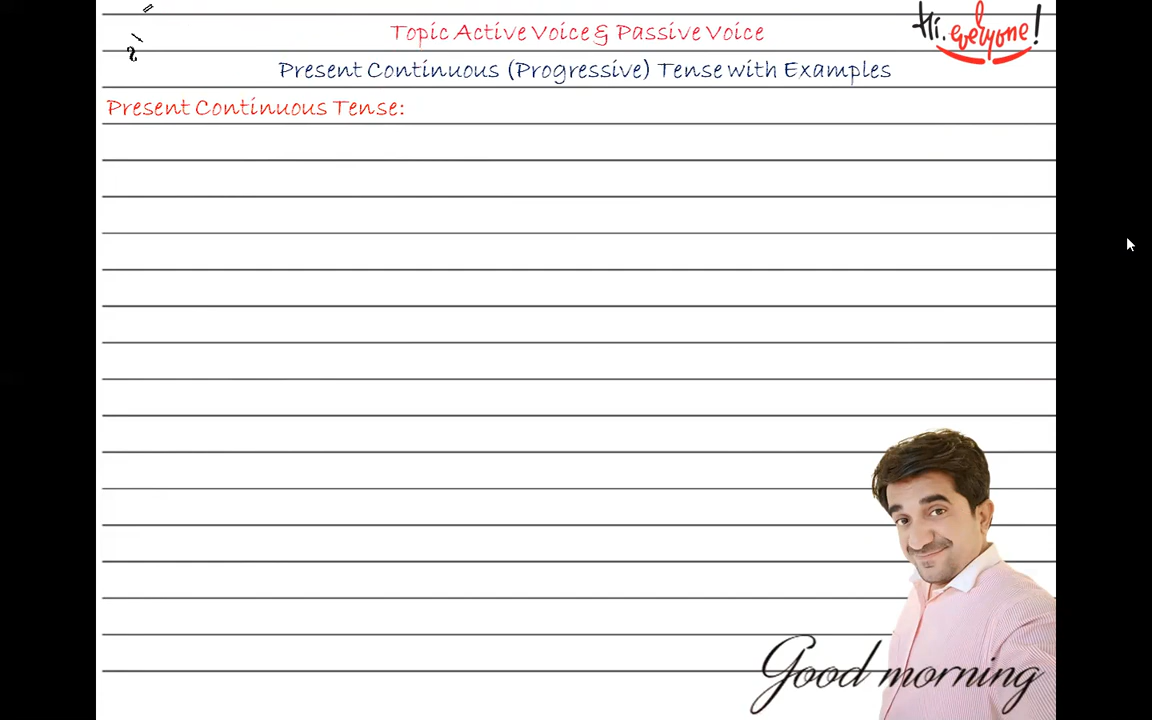 Topic Active Voice & Passive Voice
Hi, everyone!
Present Continuous (Progressive) Tense with Examples
Present Continuous Tense:
Good morning